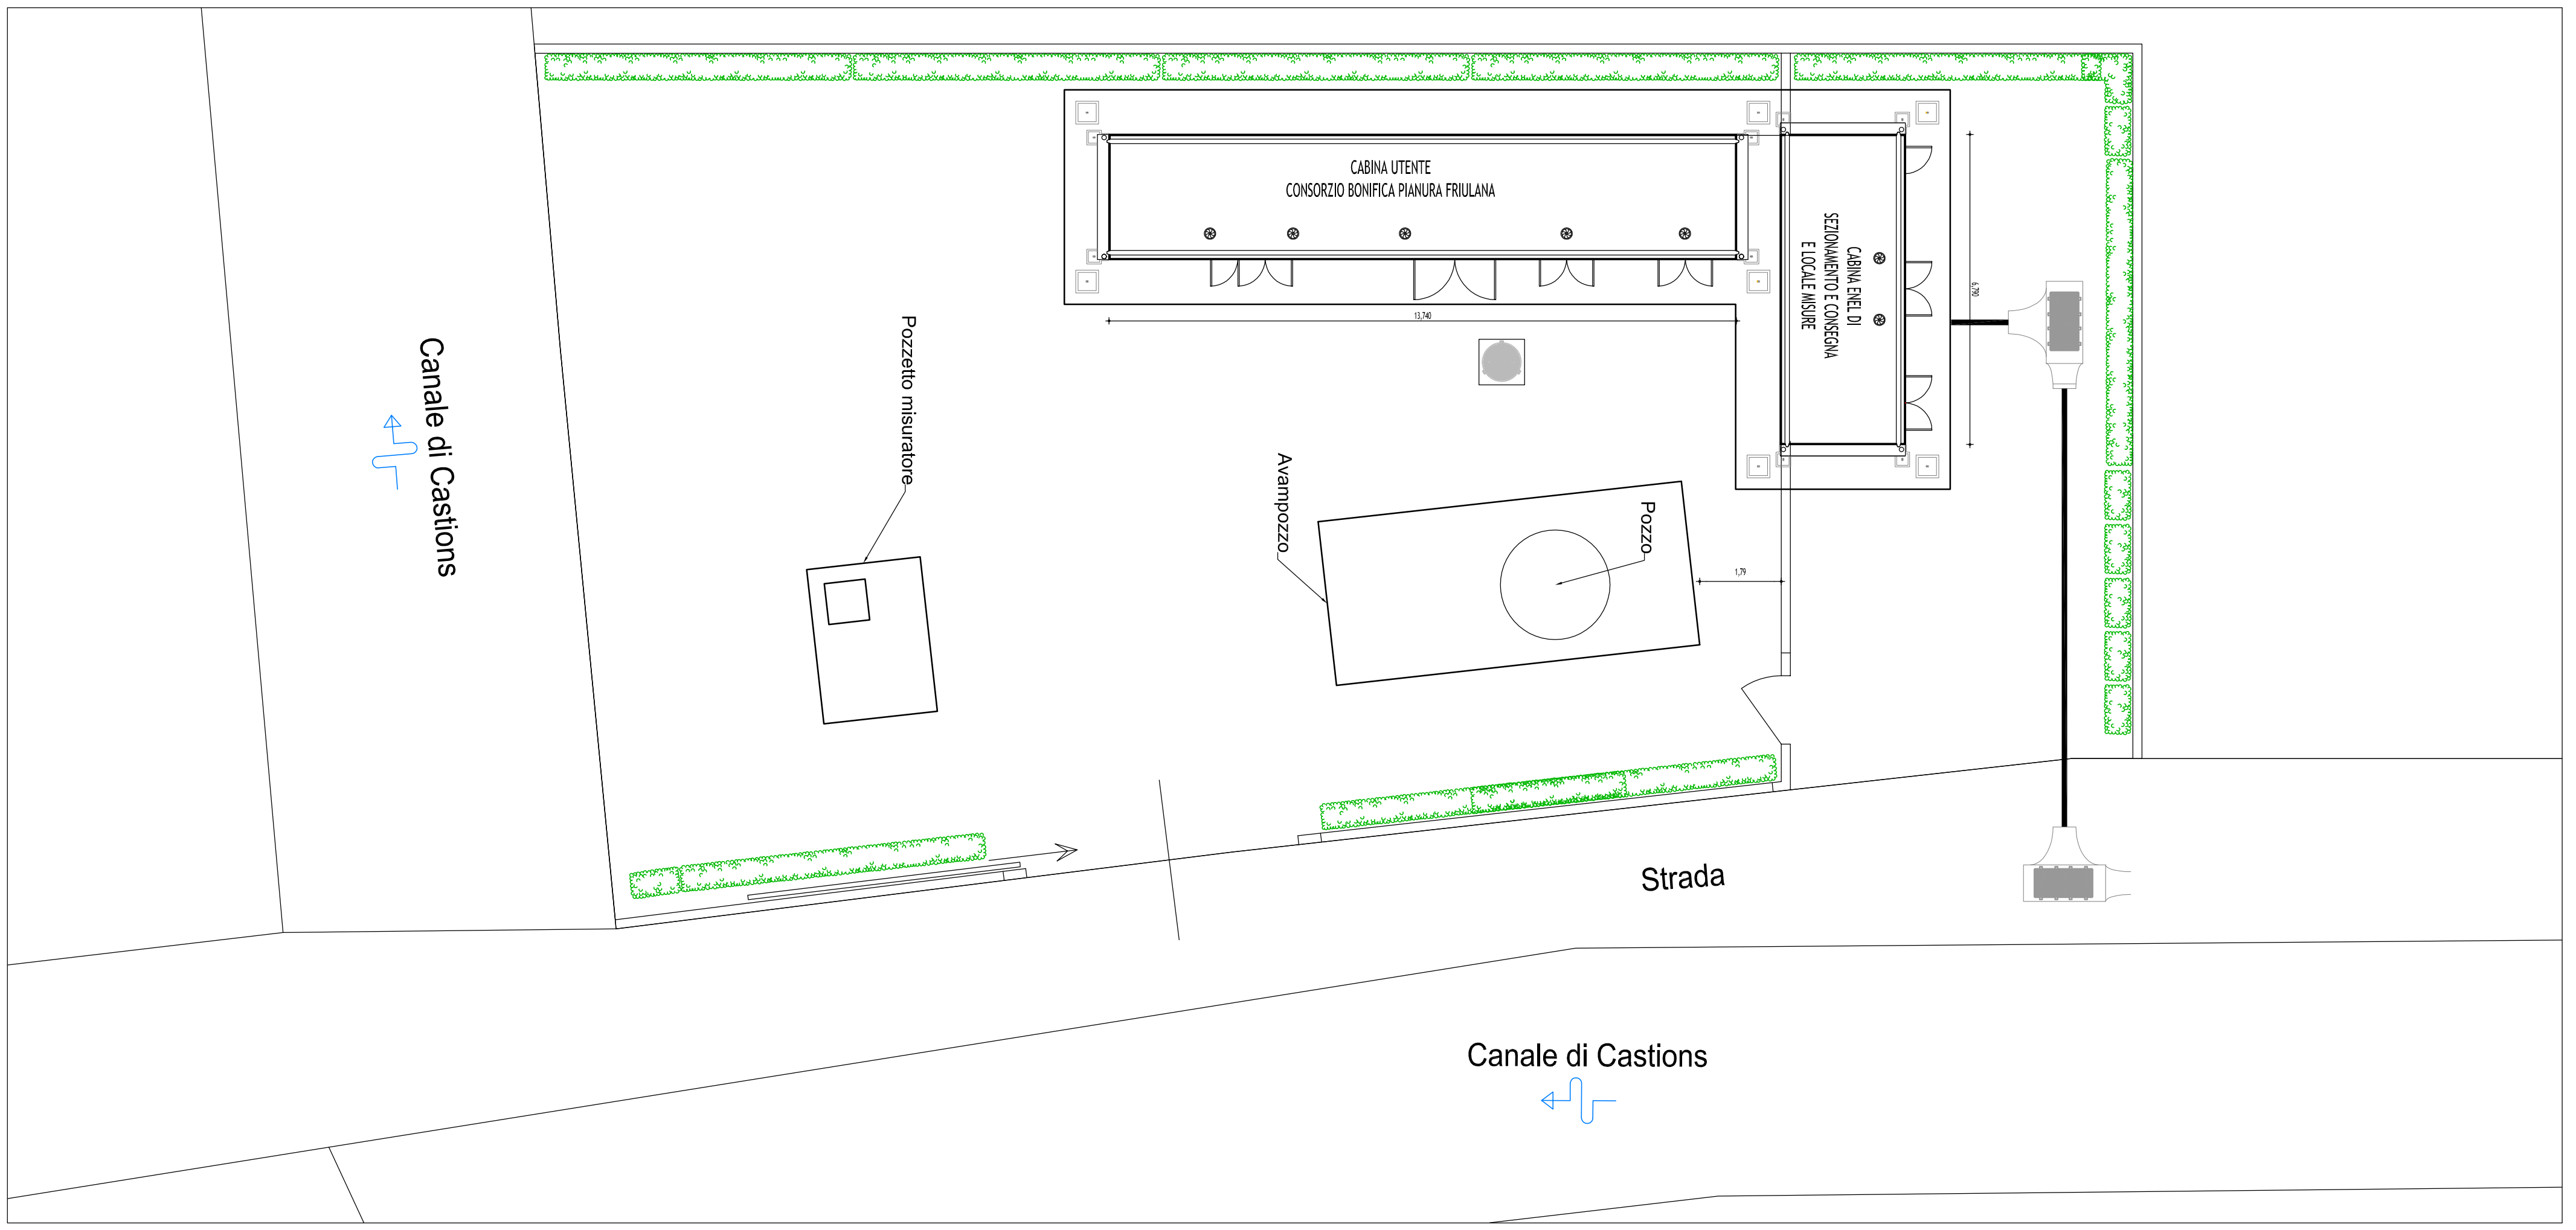 CABINA UTENTE
CONSORZIO BONIFICA PIANURA FRIULANA
CABINA ENEL DI
SEZIONAMENTO E CONSEGNA
E LOCALE MISURE
6,790
13,740
Pozzetto misuratore
Canale di Castions
Avampozzo
Pozzo
1,79
Strada
Canale di Castions